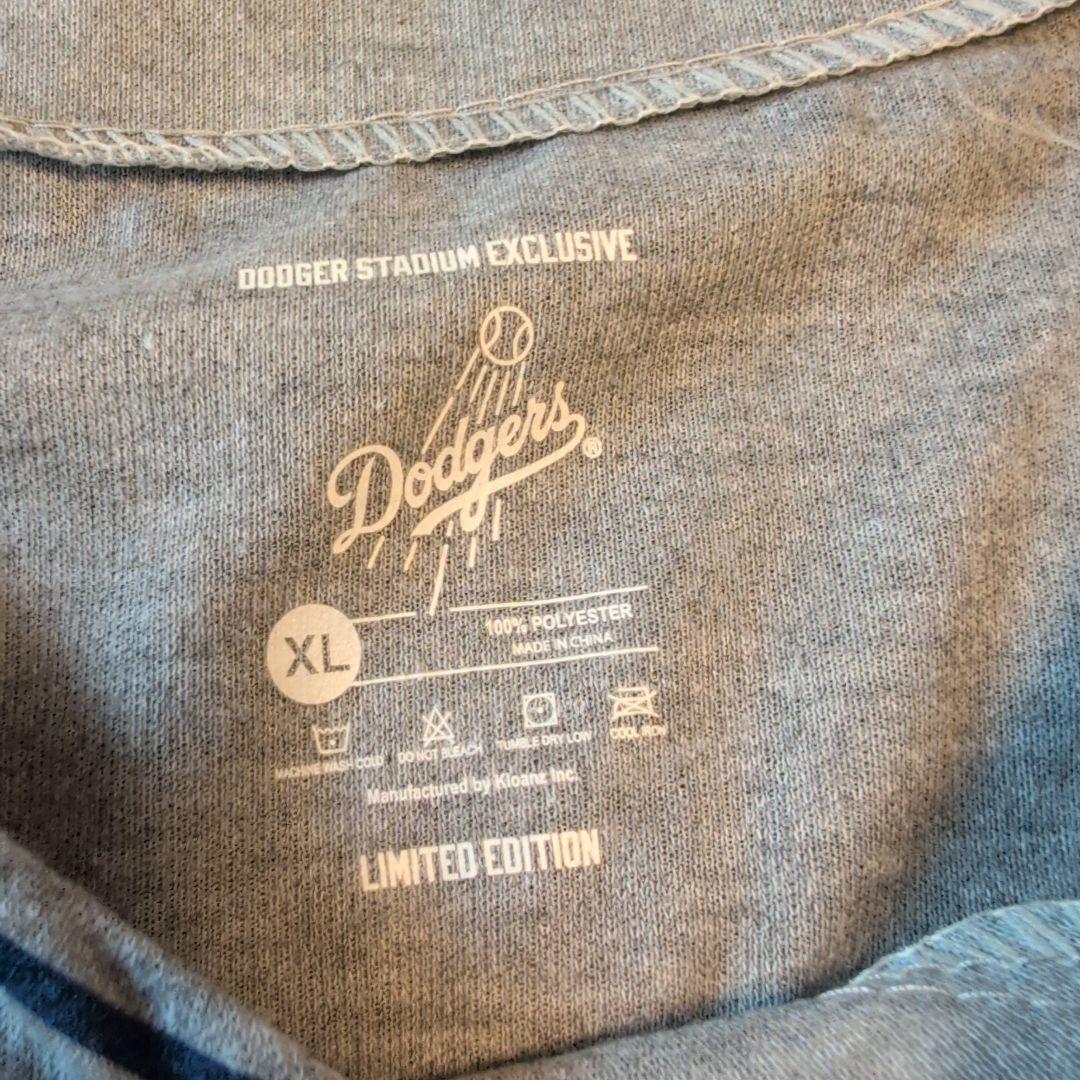 DODGER STADIUM EXCLUSIVE
Dodgers®
XL
100% POLYESTER
MADE IN CHINA
MACHINE WASH COLD DO NOT BLEACH TUMBLE DRY LOW COOL IRON
Manufactured by Kloanz Inc.
LIMITED EDITION